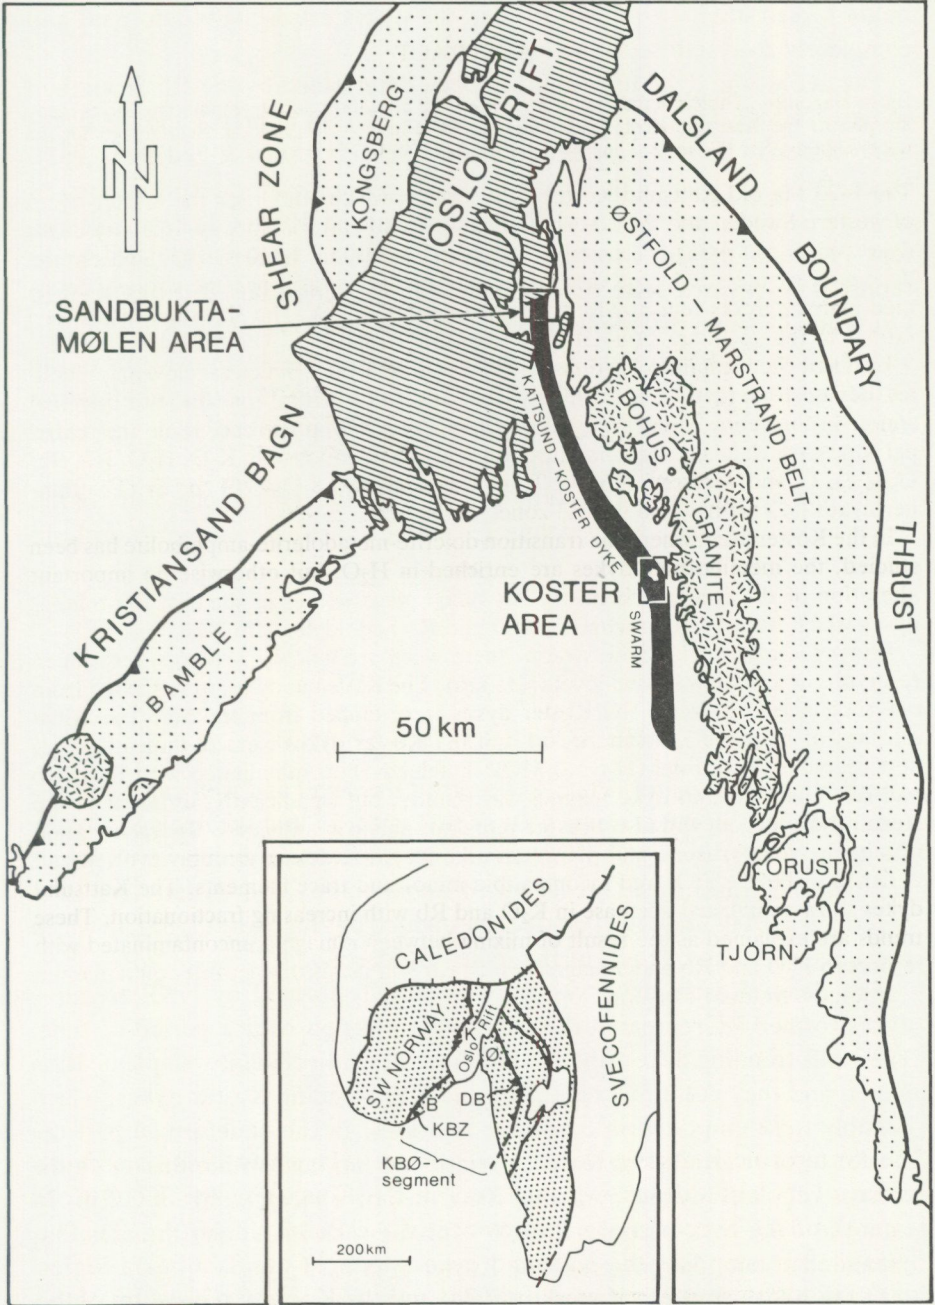 N
SHEAR ZONE
KONGSBERG
OSLO RIFT
DALSLAND BOUNDARY THRUST
ØSTFOLD – MARSTRAND BELT
SANDBUKTA-
MØLEN AREA
KATTSUND – KOSTER DYKE SWARM
BOHUS GRANITE
KRISTIANSAND BAGN
BAMBLE
KOSTER
AREA
50 km
ORUST
TJÖRN
CALEDONIDES
SVECOFENNIDES
SW NORWAY
Oslo Rift
K
Ø
B
DB
KBZ
KBØ-
segment
200km